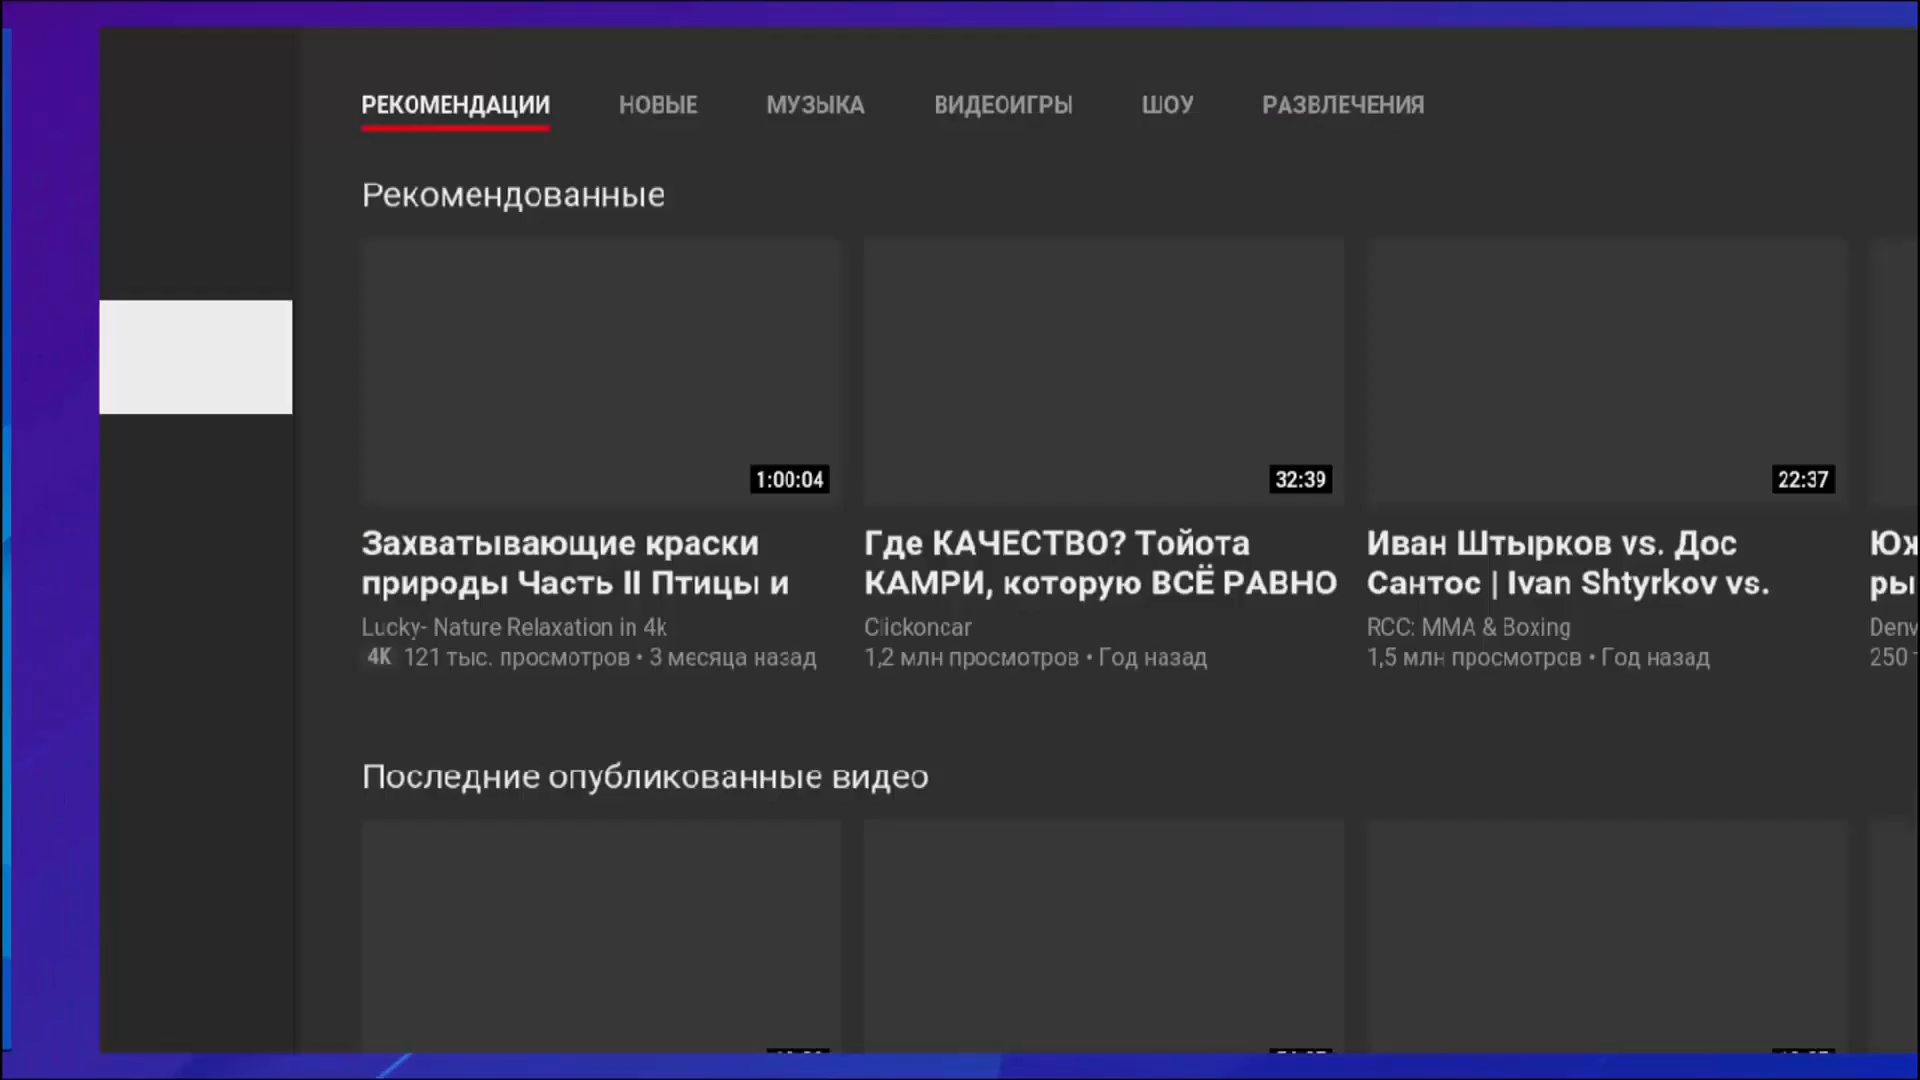 РЕКОМЕНДАЦИИ НОВЫЕ МУЗЫКА ВИДЕОИГРЫ ШОУ РАЗВЛЕЧЕНИЯ
Рекомендованные
1:00:04
32:39
22:37
Захватывающие краски
природы Часть II Птицы и
Lucky- Nature Relaxation in 4k
4K 121 тыс. просмотров • 3 месяца назад
Где КАЧЕСТВО? Тойота
КАМРИ, которую ВСЁ РАВНО
Clickoncar
1,2 млн просмотров • Год назад
Иван Штырков vs. Дос
Сантос | Ivan Shtyrkov vs.
RCC: MMA & Boxing
1,5 млн просмотров • Год назад
250
Последние опубликованные видео